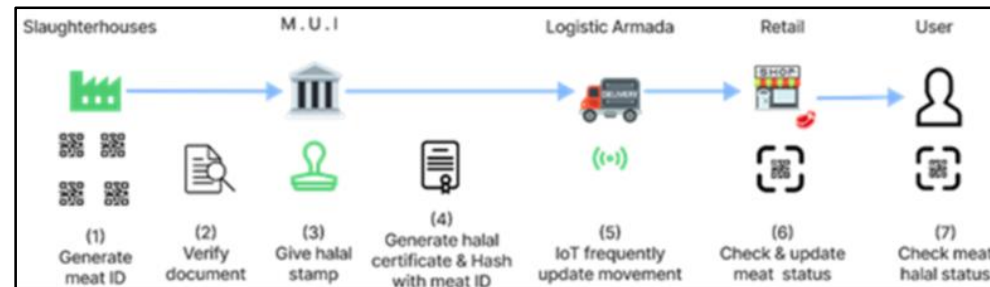 Slaughterhouses
M.U.I
Logistic Armada
Retail
User
DELIVERY
SHOP
(1)
Generate
meat ID
(2)
Verify
document
(3)
Give halal
stamp
(4)
Generate halal
certificate & Hash
with meat ID
(5)
IoT frequently
update movement
(6)
Check & update
meat status
(7)
Check meat
halal status